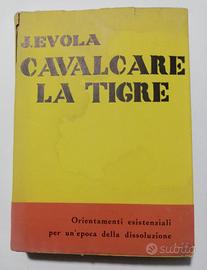 J.EVOLA
CAVALCARE
LA TIGRE
Orientamenti esistenziali
per un'epoca della dissoluzione
subito